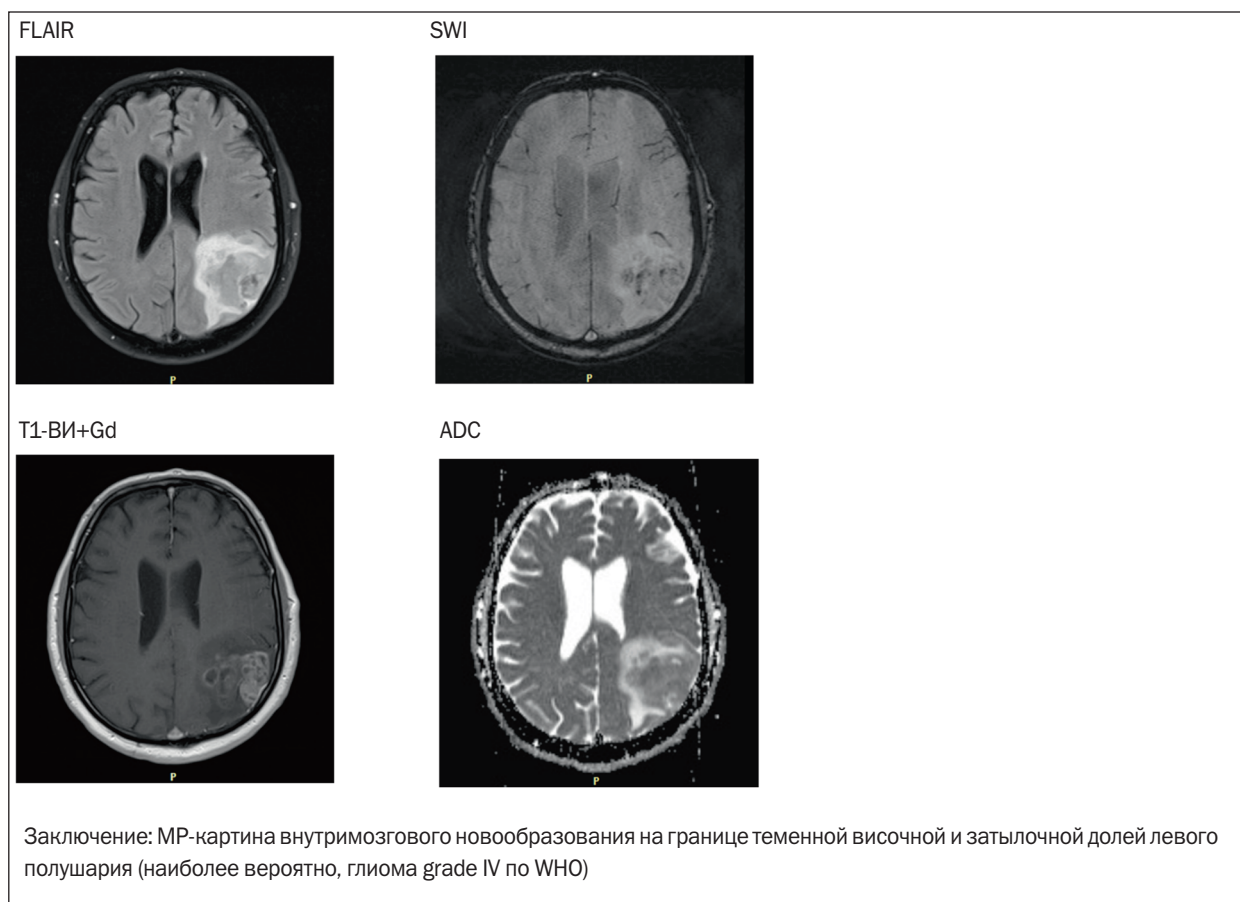 FLAIR
SWI
P
P
Т1-ВИ+Gd
ADC
P
P
Заключение: МР-картина внутримозгового новообразования на границе теменной височной и затылочной долей левого
полушария (наиболее вероятно, глиома grade IV по WHO)